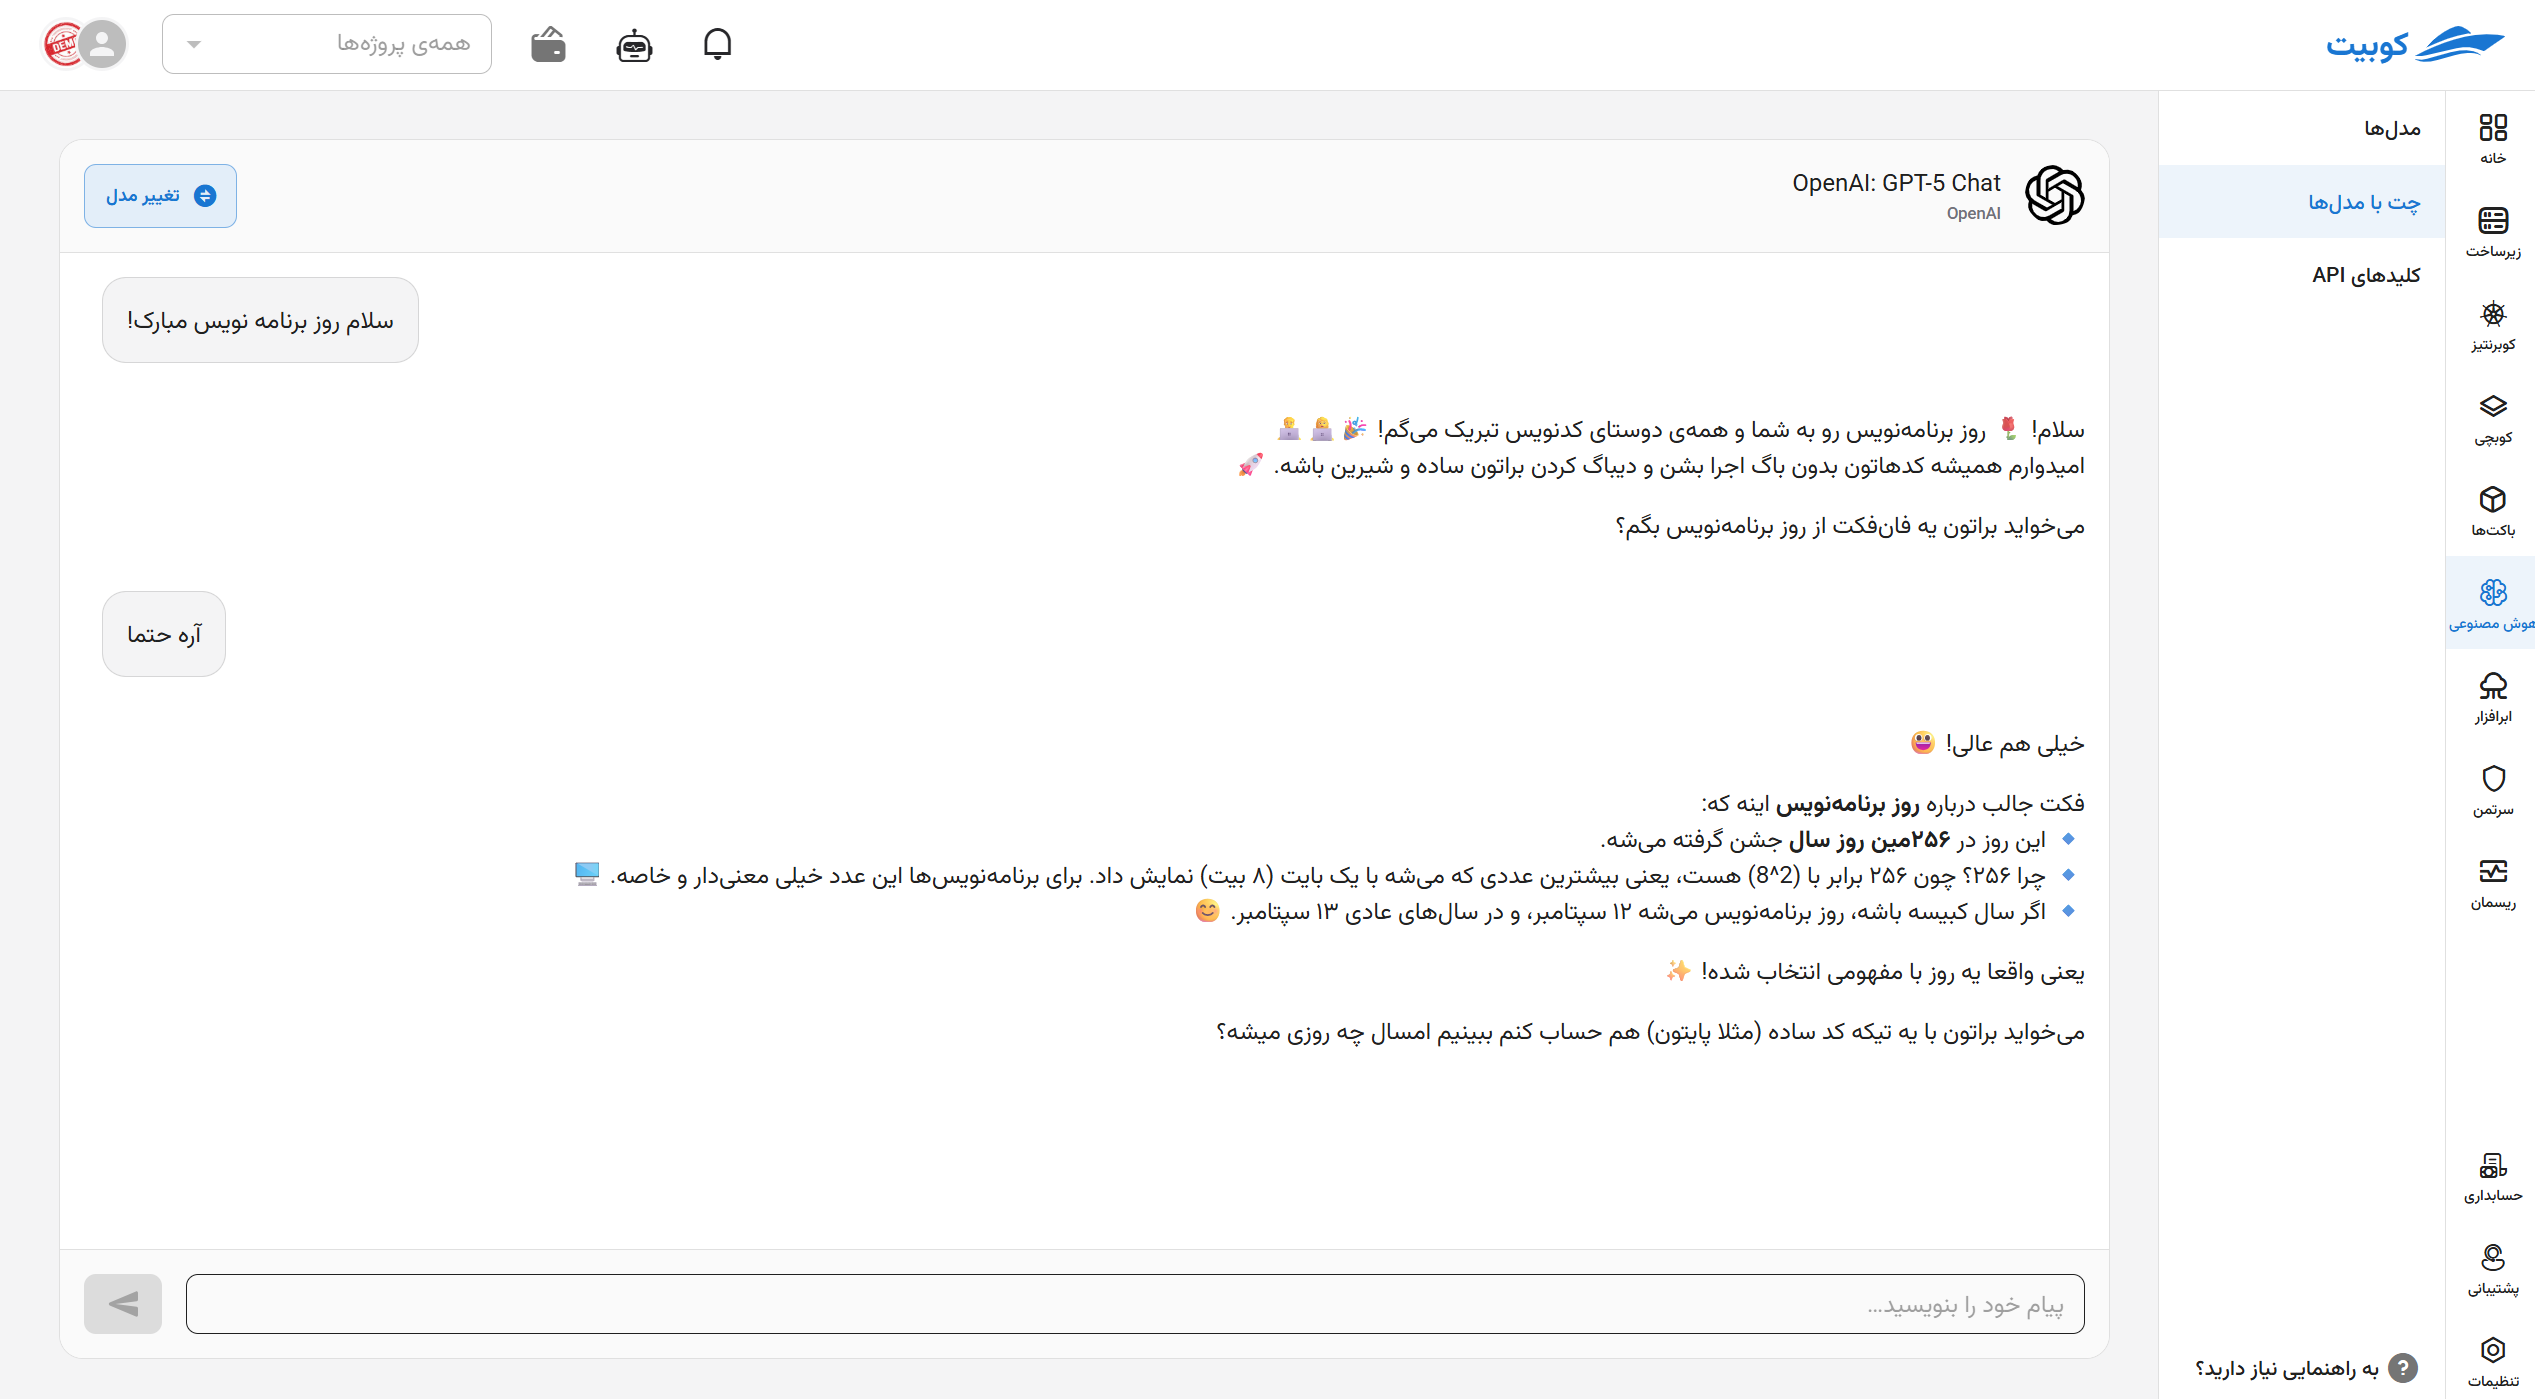 کوبیت
همه‌ی پروژه‌ها
DEM
خانه
زیرساخت
کوبرنتیز
کوبچی
باکت‌ها
هوش مصنوعی
ابرافزار
سرتمن
ریسمان
حسابداری
پشتیبانی
تنظیمات
مدل‌ها
چت با مدل‌ها
کلیدهای API
به راهنمایی نیاز دارید؟
OpenAI: GPT-5 Chat
OpenAI
تغییر مدل
سلام روز برنامه نویس مبارک!
سلام! 🌷 روز برنامه‌نویس رو به شما و همه‌ی دوستای کدنویس تبریک می‌گم! 🎉👩‍💻👨‍💻
امیدوارم همیشه کدهاتون بدون باگ اجرا بشن و دیباگ کردن براتون ساده و شیرین باشه. 🚀
می‌خواید براتون یه فان‌فکت از روز برنامه‌نویس بگم؟
آره حتما
خیلی هم عالی! 😃
فکت جالب درباره روز برنامه‌نویس اینه که:
🔹 این روز در ۲۵۶مین روز سال جشن گرفته می‌شه.
🔹 چرا ۲۵۶؟ چون ۲۵۶ برابر با (2^8) هست، یعنی بیشترین عددی که می‌شه با یک بایت (۸ بیت) نمایش داد. برای برنامه‌نویس‌ها این عدد خیلی معنی‌دار و خاصه. 🖥️
🔹 اگر سال کبیسه باشه، روز برنامه‌نویس می‌شه ۱۲ سپتامبر، و در سال‌های عادی ۱۳ سپتامبر. 😊
یعنی واقعا یه روز با مفهومی انتخاب شده! ✨
می‌خواید براتون با یه تیکه کد ساده (مثلا پایتون) هم حساب کنم ببینیم امسال چه روزی میشه؟
پیام خود را بنویسید...